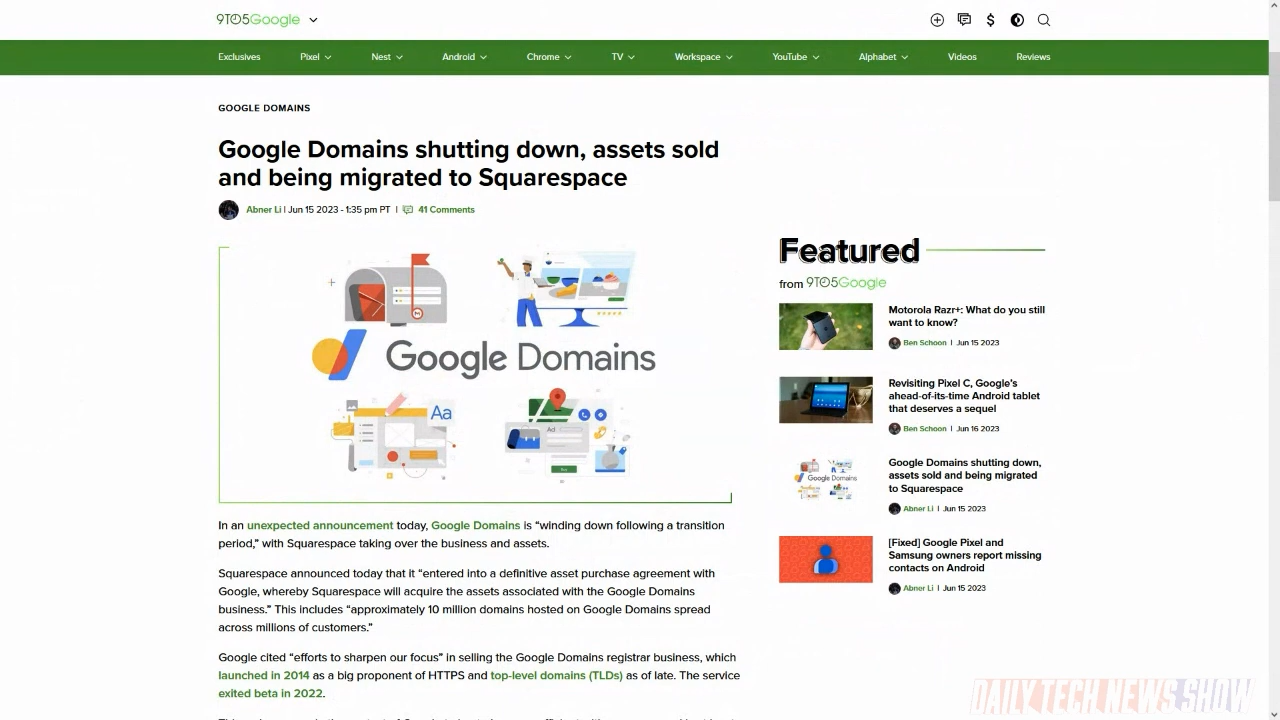 9TO5Google
Exclusives Pixel Nest Android Chrome TV Workspace YouTube Alphabet Videos Reviews
GOOGLE DOMAINS
Google Domains shutting down, assets sold
and being migrated to Squarespace
Abner Li | Jun 15 2023 - 1:35 pm PT | 41 Comments
Google Domains
Aa
Ad
In an unexpected announcement today, Google Domains is “winding down following a transition
period,” with Squarespace taking over the business and assets.
Squarespace announced today that it “entered into a definitive asset purchase agreement with
Google, whereby Squarespace will acquire the assets associated with the Google Domains
business.” This includes “approximately 10 million domains hosted on Google Domains spread
across millions of customers.”
Google cited “efforts to sharpen our focus” in selling the Google Domains registrar business, which
launched in 2014 as a big proponent of HTTPS and top-level domains (TLDs) as of late. The service
exited beta in 2022.
Featured
from 9TO5Google
Motorola Razr+: What do you still
want to know?
Ben Schoon | Jun 15 2023
Revisiting Pixel C, Google’s
ahead-of-its-time Android tablet
that deserves a sequel
Ben Schoon | Jun 16 2023
Google Domains
Google Domains shutting down,
assets sold and being migrated
to Squarespace
Abner Li | Jun 15 2023
[Fixed] Google Pixel and
Samsung owners report missing
contacts on Android
Abner Li | Jun 15 2023
DAILY TECH NEWS SHOW